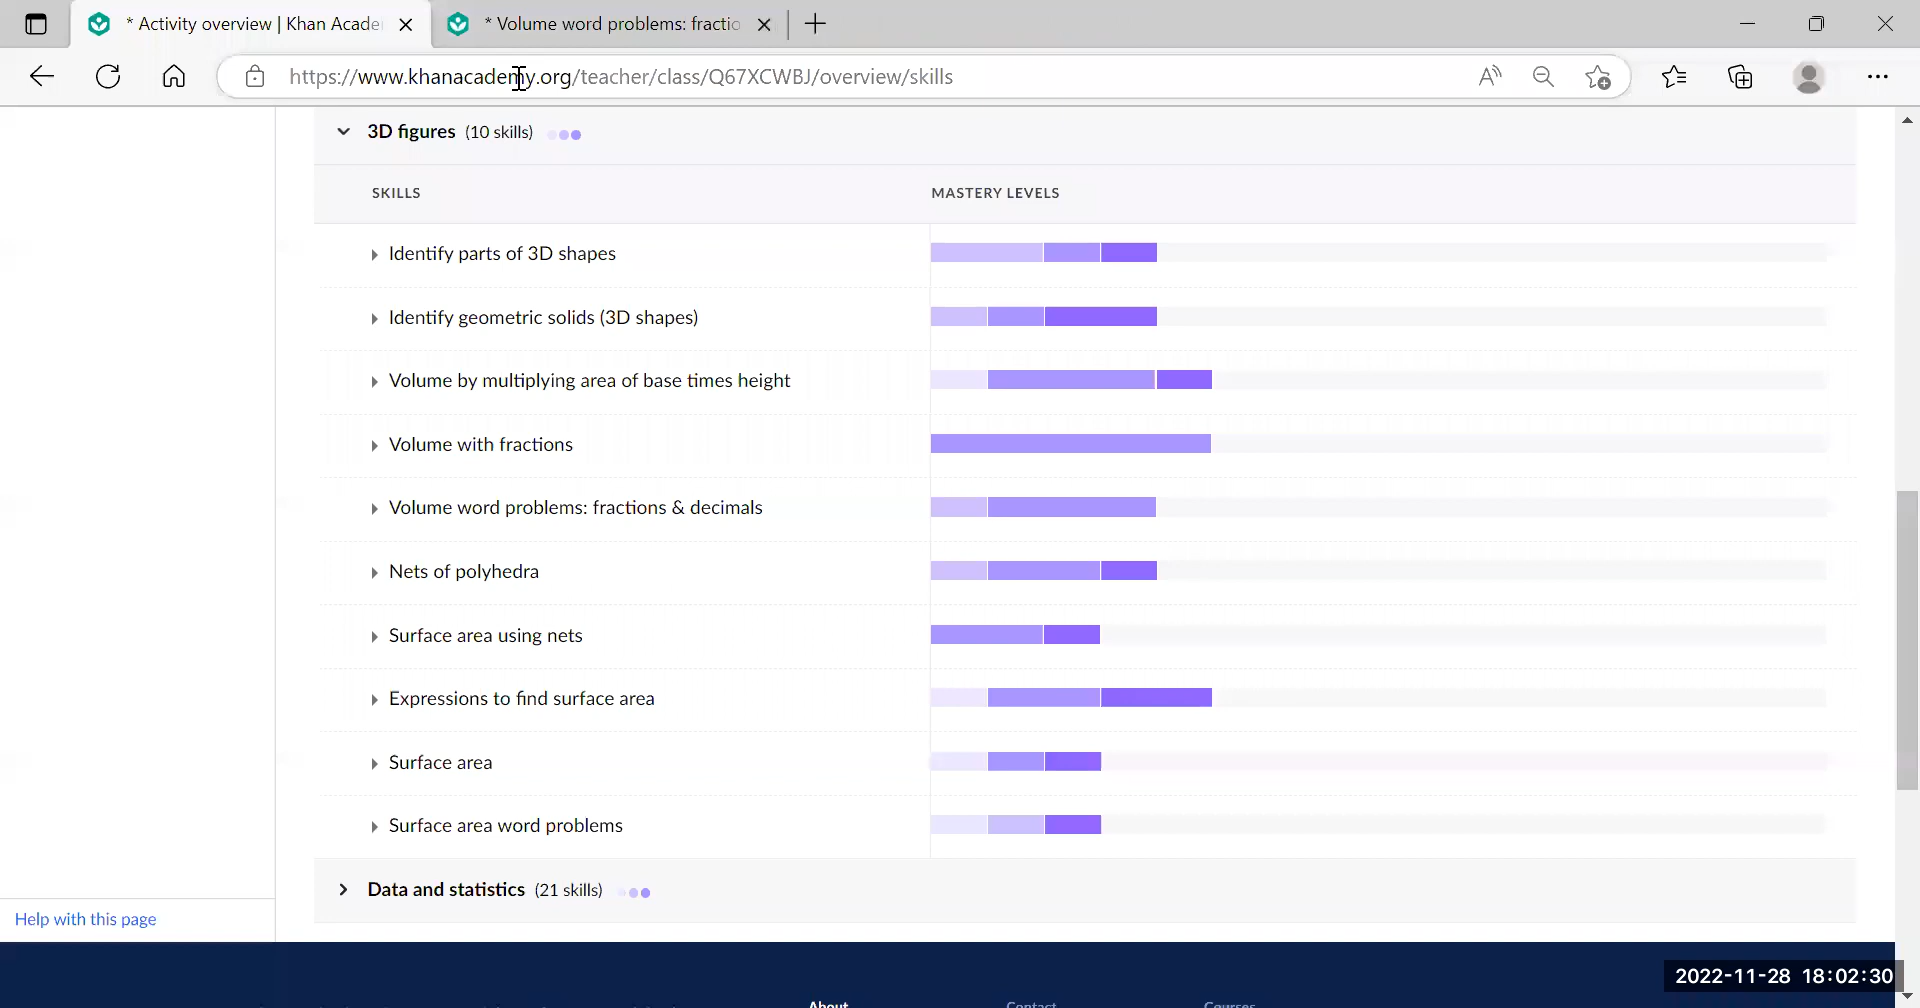 * Activity overview | Khan Acade
* Volume word problems: fractio
https://www.khanacademy.org/teacher/class/Q67XCWBJ/overview/skills
3D figures (10 skills)
SKILLS
MASTERY LEVELS
Identify parts of 3D shapes
Identify geometric solids (3D shapes)
Volume by multiplying area of base times height
Volume with fractions
Volume word problems: fractions & decimals
Nets of polyhedra
Surface area using nets
Expressions to find surface area
Surface area
Surface area word problems
Data and statistics (21 skills)
Help with this page
2022-11-28 18:02:30
About
Contact
Courses